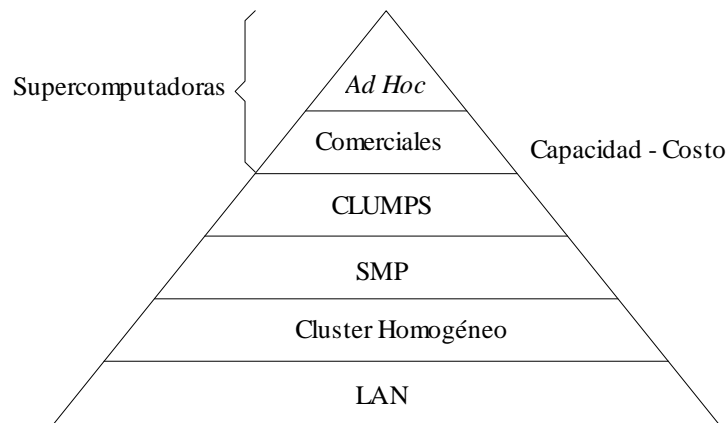 Ad Hoc
Supercomputadoras
Comerciales
Capacidad - Costo
CLUMPS
SMP
Cluster Homogéneo
LAN